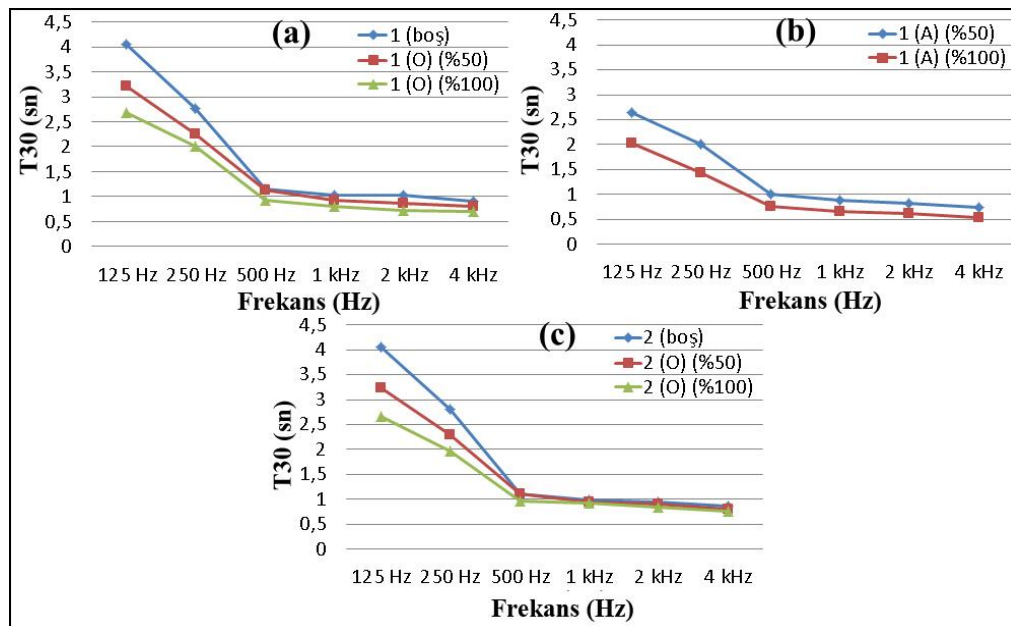 (a)
1 (boş)
1 (O) (%50)
1 (O) (%100)
T30 (sn)
4,5
4
3,5
3
2,5
2
1,5
1
0,5
0
125 Hz 250 Hz 500 Hz 1 kHz 2 kHz 4 kHz
Frekans (Hz)
(b)
1 (A) (%50)
1 (A) (%100)
T30 (sn)
4,5
4
3,5
3
2,5
2
1,5
1
0,5
0
125 Hz 250 Hz 500 Hz 1 kHz 2 kHz 4 kHz
Frekans (Hz)
(c)
2 (boş)
2 (O) (%50)
2 (O) (%100)
T30 (sn)
4,5
4
3,5
3
2,5
2
1,5
1
0,5
0
125 Hz 250 Hz 500 Hz 1 kHz 2 kHz 4 kHz
Frekans (Hz)